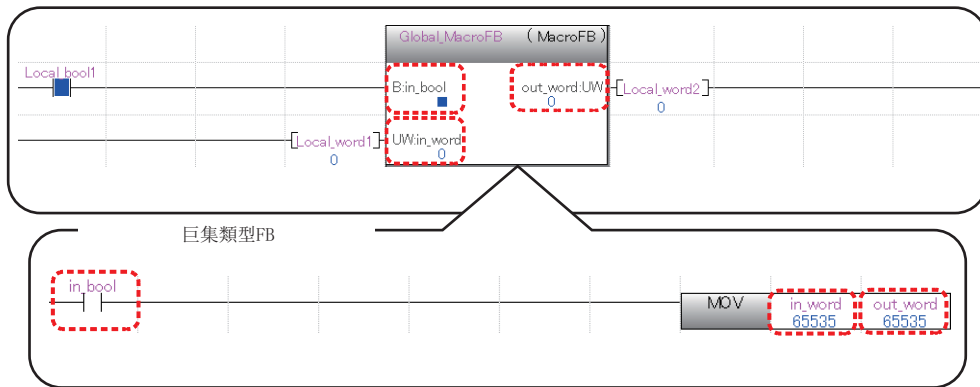 Global_MacroFB (MacroFB)
Local_bool1
B:in_bool out_word:UW [Local_word2]
0 0
[Local_word1] UW:in_word
0 0
巨集類型FB
in_bool
MOV in_word out_word
65535 65535